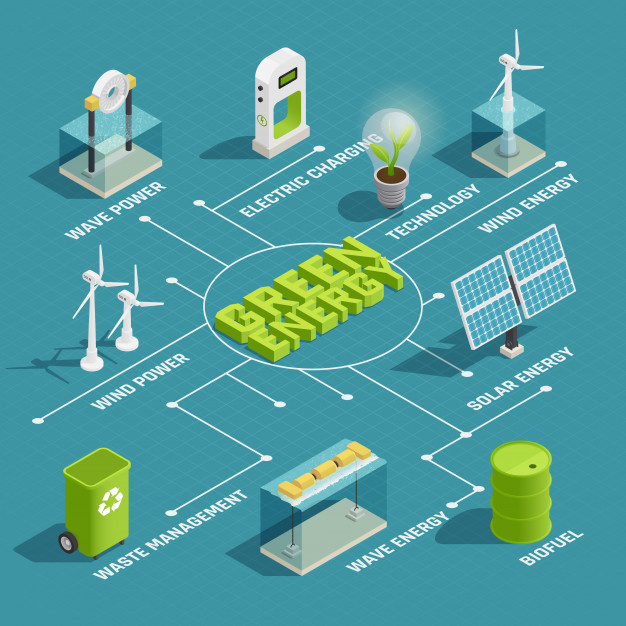 ELECTRIC CHARGING
WAVE POWER
TECHNOLOGY
WIND ENERGY
GREEN
ENERGY
WIND POWER
SOLAR ENERGY
WASTE MANAGEMENT
WAVE ENERGY
BIOFUEL